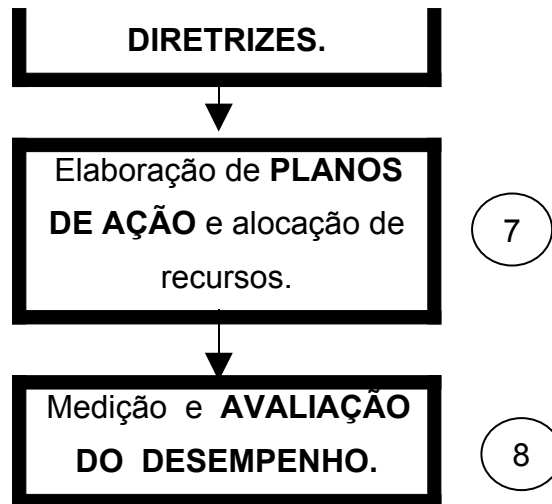 DIRETRIZES.
Elaboração de PLANOS
DE AÇÃO e alocação de
recursos.
7
Medição e AVALIAÇÃO
DO DESEMPENHO.
8